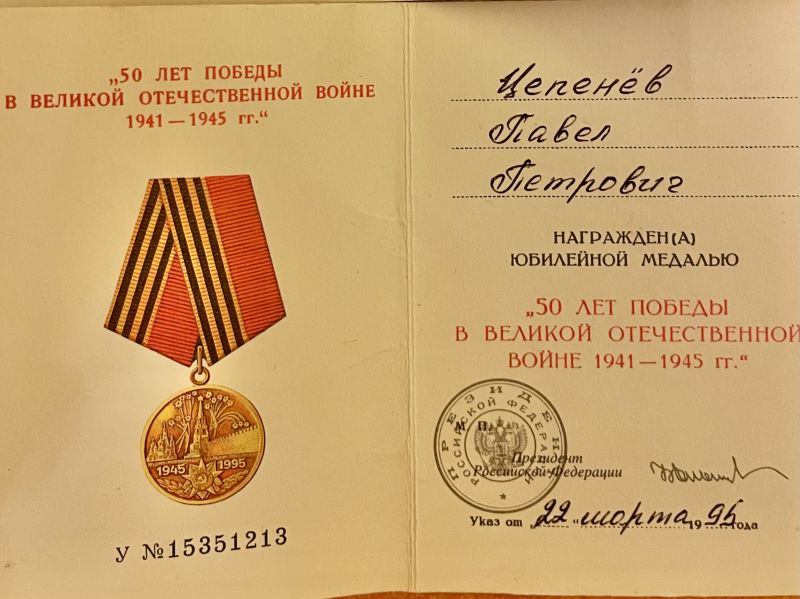 „50 ЛЕТ ПОБЕДЫ
В ВЕЛИКОЙ ОТЕЧЕСТВЕННОЙ ВОЙНЕ
1941 — 1945 гг.“
1945 1995
У №15351213
Цепенёв
Павел
Петрович
НАГРАЖДЕН(А)
ЮБИЛЕЙНОЙ МЕДАЛЬЮ
„50 ЛЕТ ПОБЕДЫ
В ВЕЛИКОЙ ОТЕЧЕСТВЕННОЙ
ВОЙНЕ 1941 — 1945 гг.“
ПРЕЗИДЕНТ
РОССИЙСКОЙ ФЕДЕРАЦИИ
М. П.
Президент
Российской Федерации
Указ от „22“ марта 1995 года